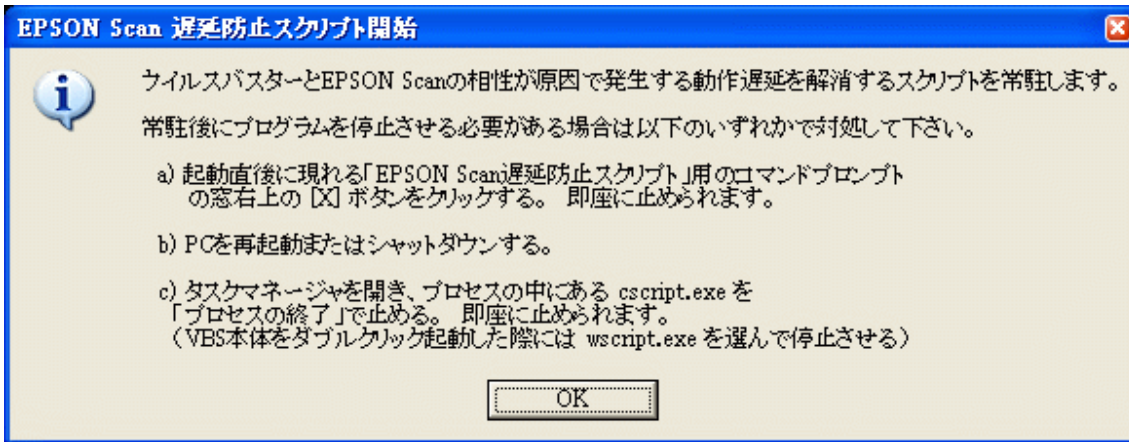 EPSON Scan 遅延防止スクリプト開始
ウイルスバスターとEPSON Scanの相性が原因で発生する動作遅延を解消するスクリプトを常駐します。
常駐後にプログラムを停止させる必要がある場合は以下のいずれかで対処して下さい。
a) 起動直後に現れる「EPSON Scan遅延防止スクリプト」用のコマンドプロンプト
の窓右上の [X] ボタンをクリックする。 即座に止められます。
b) PCを再起動またはシャットダウンする。
c) タスクマネージャを開き、プロセスの中にある cscript.exe を
「プロセスの終了」で止める。 即座に止められます。
（VBS本体をダブルクリック起動した際には wscript.exe を選んで停止させる）
OK